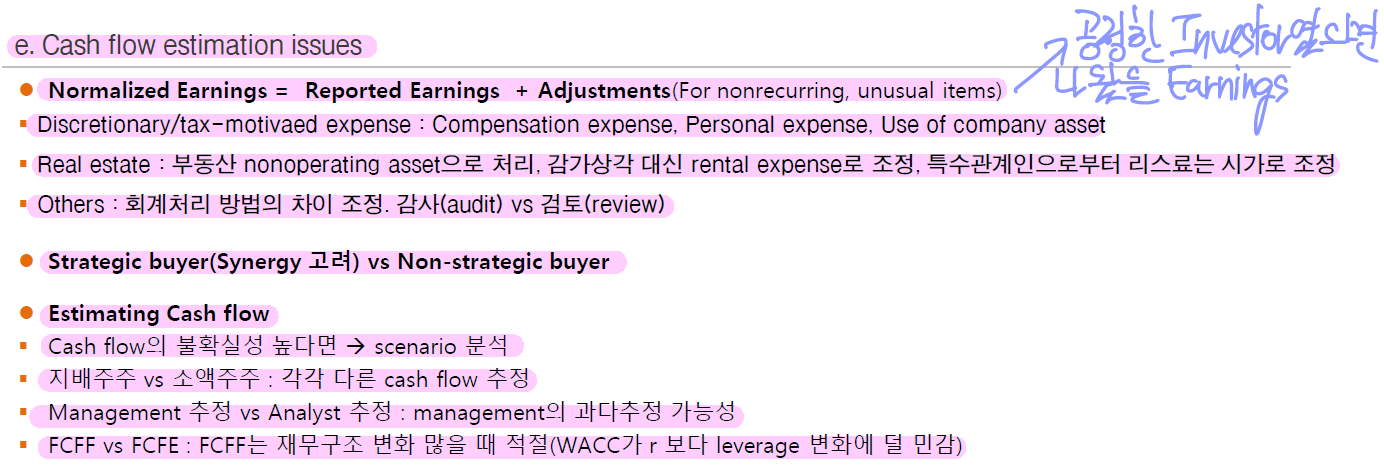 e. Cash flow estimation issues
공정한 Investor였으면
나왔을 Earnings
● Normalized Earnings = Reported Earnings + Adjustments(For nonrecurring, unusual items)
▪ Discretionary/tax-motivaed expense : Compensation expense, Personal expense, Use of company asset
▪ Real estate : 부동산 nonoperating asset으로 처리, 감가상각 대신 rental expense로 조정, 특수관계인으로부터 리스료는 시가로 조정
▪ Others : 회계처리 방법의 차이 조정. 감사(audit) vs 검토(review)
● Strategic buyer(Synergy 고려) vs Non-strategic buyer
● Estimating Cash flow
▪ Cash flow의 불확실성 높다면 → scenario 분석
▪ 지배주주 vs 소액주주 : 각각 다른 cash flow 추정
▪ Management 추정 vs Analyst 추정 : management의 과다추정 가능성
▪ FCFF vs FCFE : FCFF는 재무구조 변화 많을 때 적절(WACC가 r 보다 leverage 변화에 덜 민감)